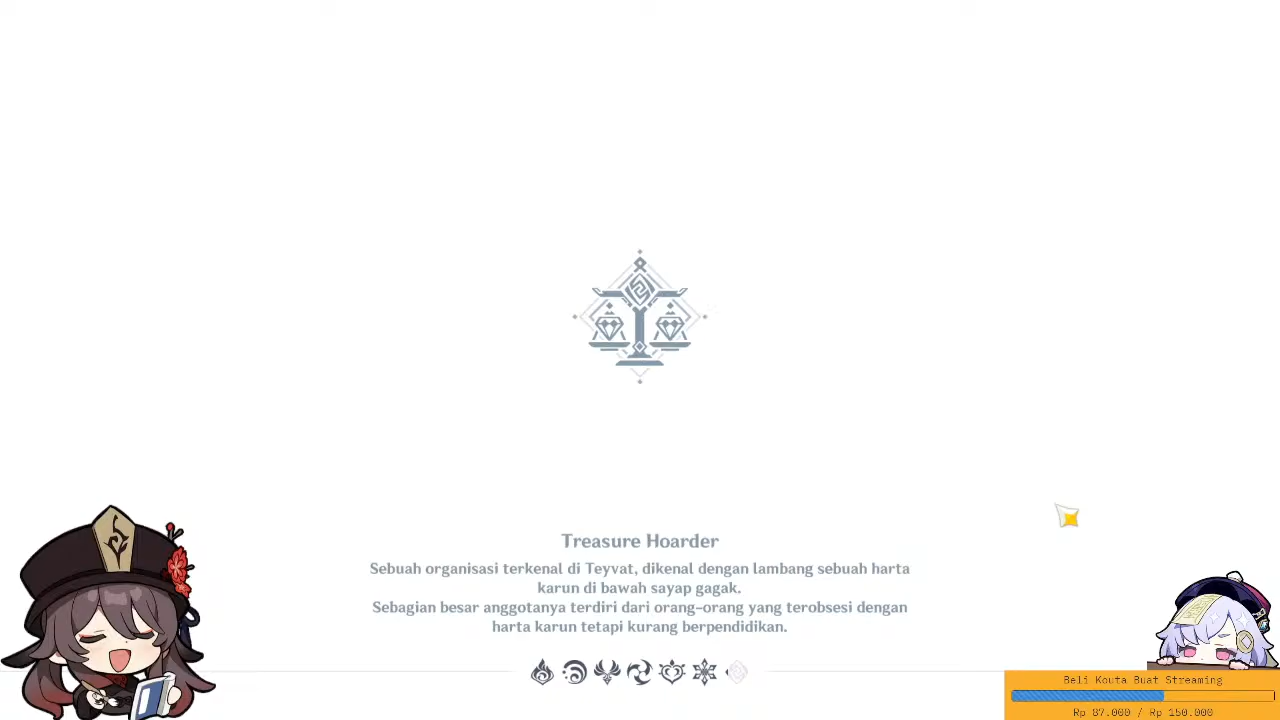 Treasure Hoarder
Sebuah organisasi terkenal di Teyvat, dikenal dengan lambang sebuah harta
karun di bawah sayap gagak.
Sebagian besar anggotanya terdiri dari orang-orang yang terobsesi dengan
harta karun tetapi kurang berpendidikan.
Beli Kouta Buat Streaming
Rp 87.000 / Rp 150.000